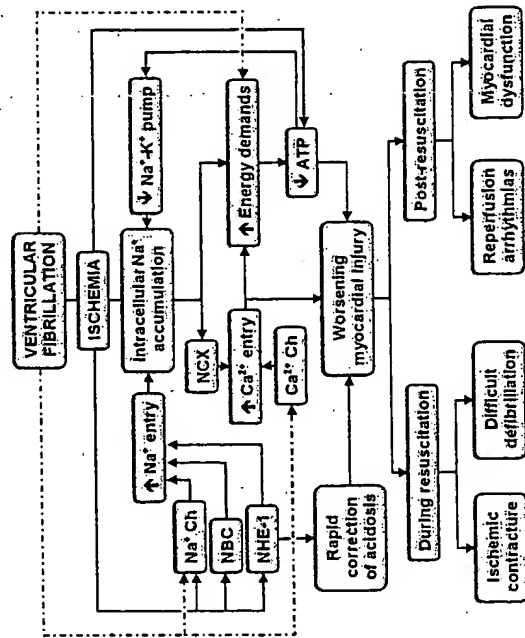 VENTRICULAR
FIBRILLATION
ISCHEMIA
↑ Na⁺ entry
Intracellular Na⁺
accumulation
↓ Na⁺-K⁺ pump
Na⁺ Ch
NBC
NHE-1
NCX
↑ Ca²⁺ entry
Ca²⁺ Ch
↑ Energy demands
↓ ATP
Rapid
correction
of acidosis
Worsening
myocardial injury
During resuscitation
Post-resuscitation
Ischemic
contracture
Difficult
defibrillation
Reperfusion
arrhythmias
Myocardial
dysfunction